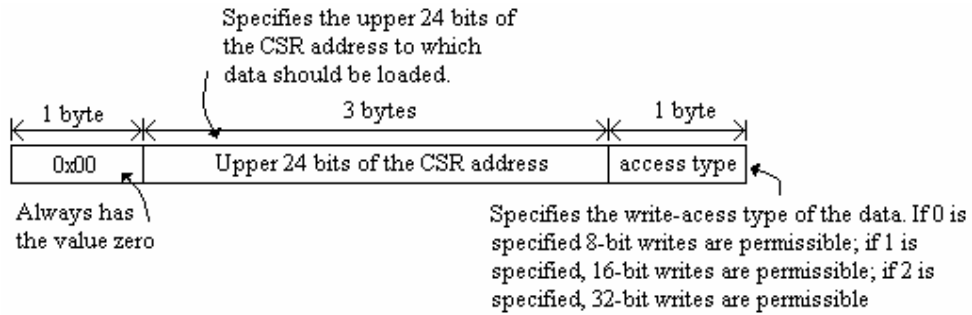 Specifies the upper 24 bits of
the CSR address to which
data should be loaded.
1 byte
3 bytes
1 byte
0x00
Upper 24 bits of the CSR address
access type
Always has
the value zero
Specifies the write-acess type of the data. If 0 is
specified 8-bit writes are permissible; if 1 is
specified, 16-bit writes are permissible; if 2 is
specified, 32-bit writes are permissible